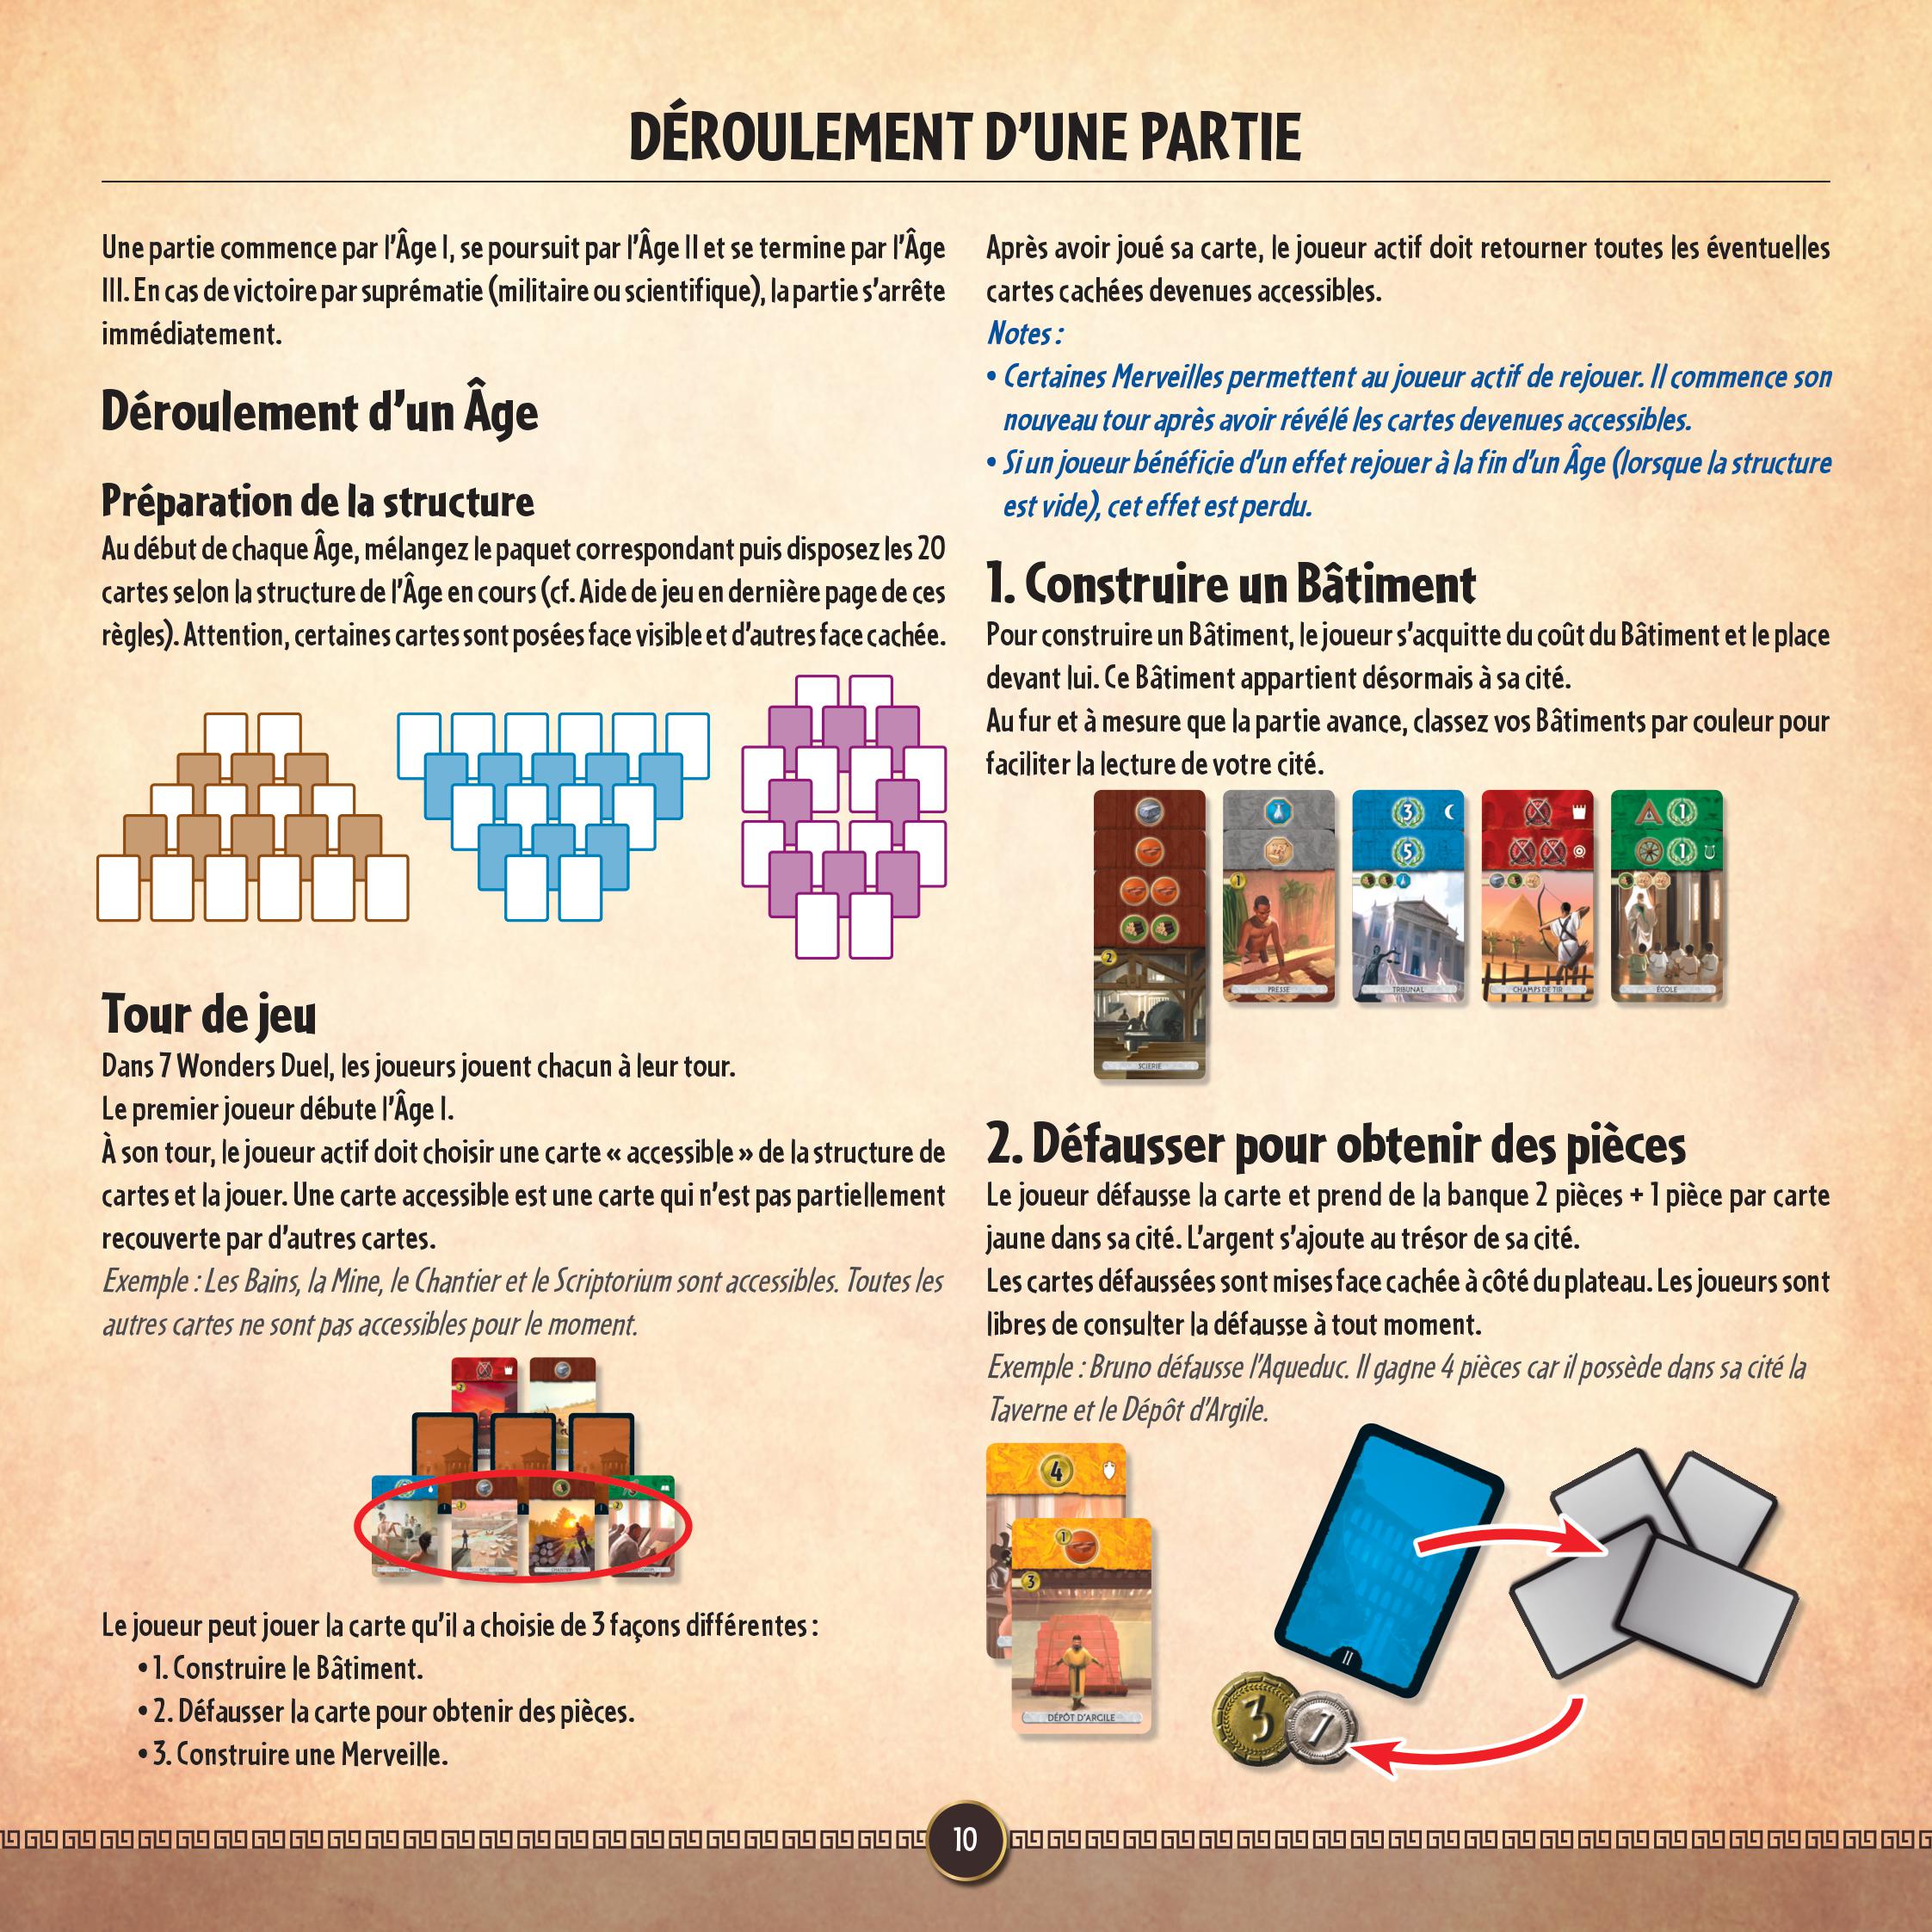 DÉROULEMENT D'UNE PARTIE
Une partie commence par l'Âge I, se poursuit par l'Âge II et se termine par l'Âge
III. En cas de victoire par suprématie (militaire ou scientifique), la partie s'arrête
immédiatement.
Déroulement d'un Âge
Préparation de la structure
Au début de chaque Âge, mélangez le paquet correspondant puis disposez les 20
cartes selon la structure de l'Âge en cours (cf. Aide de jeu en dernière page de ces
règles). Attention, certaines cartes sont posées face visible et d'autres face cachée.
Tour de jeu
Dans 7 Wonders Duel, les joueurs jouent chacun à leur tour.
Le premier joueur débute l'Âge I.
À son tour, le joueur actif doit choisir une carte « accessible » de la structure de
cartes et la jouer. Une carte accessible est une carte qui n'est pas partiellement
recouverte par d'autres cartes.
Exemple : Les Bains, la Mine, le Chantier et le Scriptorium sont accessibles. Toutes les
autres cartes ne sont pas accessibles pour le moment.
Le joueur peut jouer la carte qu'il a choisie de 3 façons différentes :
• 1. Construire le Bâtiment.
• 2. Défausser la carte pour obtenir des pièces.
• 3. Construire une Merveille.
Après avoir joué sa carte, le joueur actif doit retourner toutes les éventuelles
cartes cachées devenues accessibles.
Notes :
• Certaines Merveilles permettent au joueur actif de rejouer. Il commence son
nouveau tour après avoir révélé les cartes devenues accessibles.
• Si un joueur bénéficie d'un effet rejouer à la fin d'un Âge (lorsque la structure
est vide), cet effet est perdu.
1. Construire un Bâtiment
Pour construire un Bâtiment, le joueur s'acquitte du coût du Bâtiment et le place
devant lui. Ce Bâtiment appartient désormais à sa cité.
Au fur et à mesure que la partie avance, classez vos Bâtiments par couleur pour
faciliter la lecture de votre cité.
3
1
5
1
1
2
PRESSE
TRIBUNAL
CHAMPS DE TIR
ÉCOLE
SCIERIE
2. Défausser pour obtenir des pièces
Le joueur défausse la carte et prend de la banque 2 pièces + 1 pièce par carte
jaune dans sa cité. L'argent s'ajoute au trésor de sa cité.
Les cartes défaussées sont mises face cachée à côté du plateau. Les joueurs sont
libres de consulter la défausse à tout moment.
Exemple : Bruno défausse l'Aqueduc. Il gagne 4 pièces car il possède dans sa cité la
Taverne et le Dépôt d'Argile.
4
1
3
DÉPÔT D'ARGILE
II
3
1
10